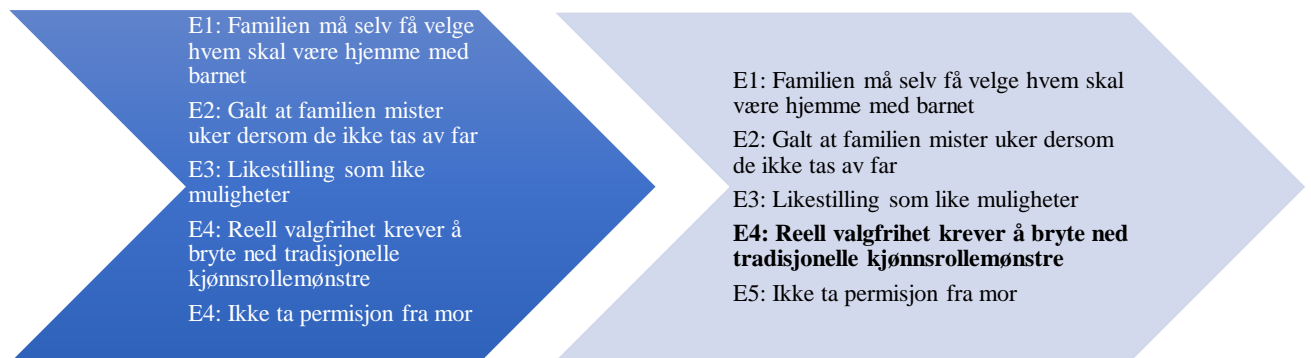 E1: Familien må selv få velge
hvem skal være hjemme med
barnet
E2: Galt at familien mister
uker dersom de ikke tas av far
E3: Likestilling som like
muligheter
E4: Reell valgfrihet krever å
bryte ned tradisjonelle
kjønnsrollemønstre
E4: Ikke ta permisjon fra mor
E1: Familien må selv få velge hvem skal
være hjemme med barnet
E2: Galt at familien mister uker dersom
de ikke tas av far
E3: Likestilling som like muligheter
E4: Reell valgfrihet krever å bryte ned
tradisjonelle kjønnsrollemønstre
E5: Ikke ta permisjon fra mor